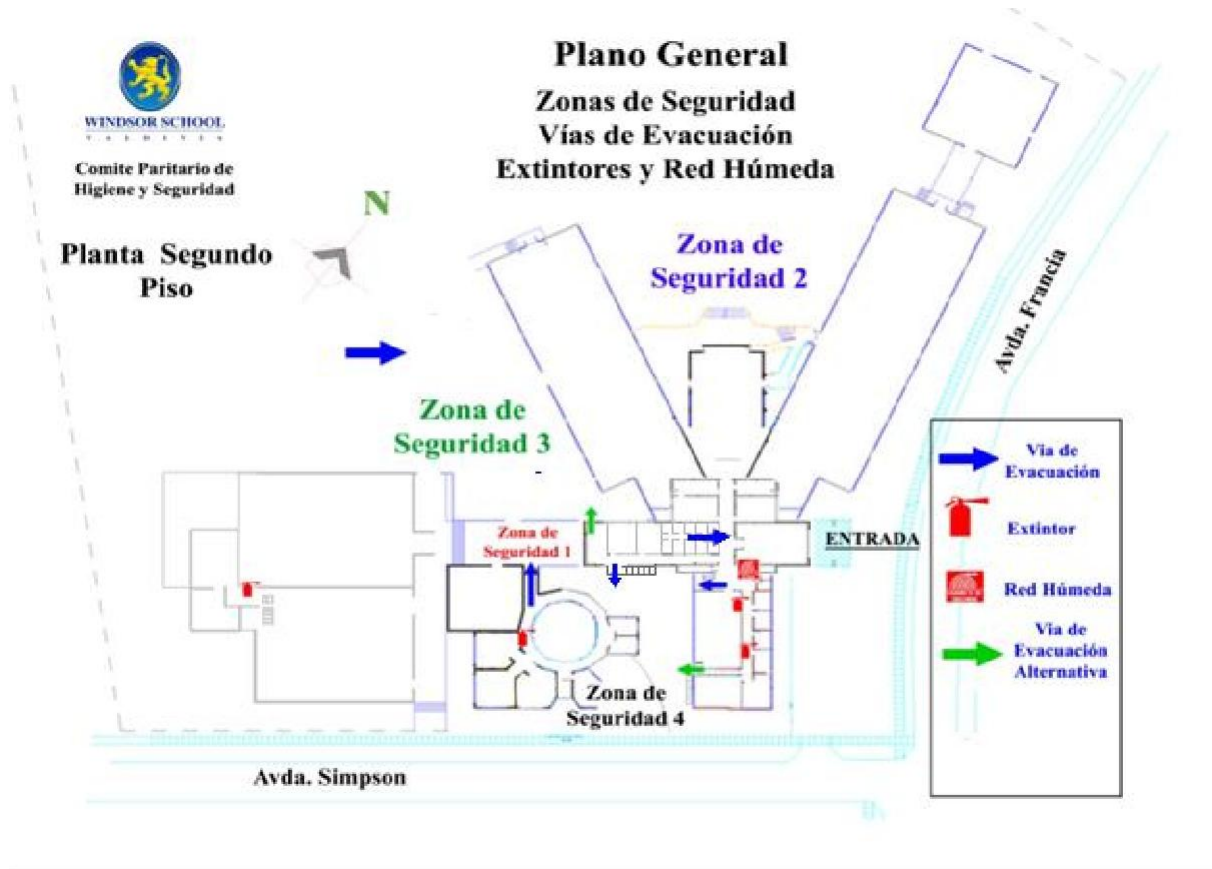 Plano General
Zonas de Seguridad
Vías de Evacuación
Extintores y Red Húmeda
WINDSOR SCHOOL
VALDIVIA
Comite Paritario de
Higiene y Seguridad
N
Planta Segundo
Piso
Zona de
Seguridad 2
Avda. Francia
Zona de
Seguridad 3
Zona de
Seguridad 1
ENTRADA
Zona de
Seguridad 4
Avda. Simpson
Via de
Evacuación
Extintor
Red Húmeda
Via de
Evacuación
Alternativa